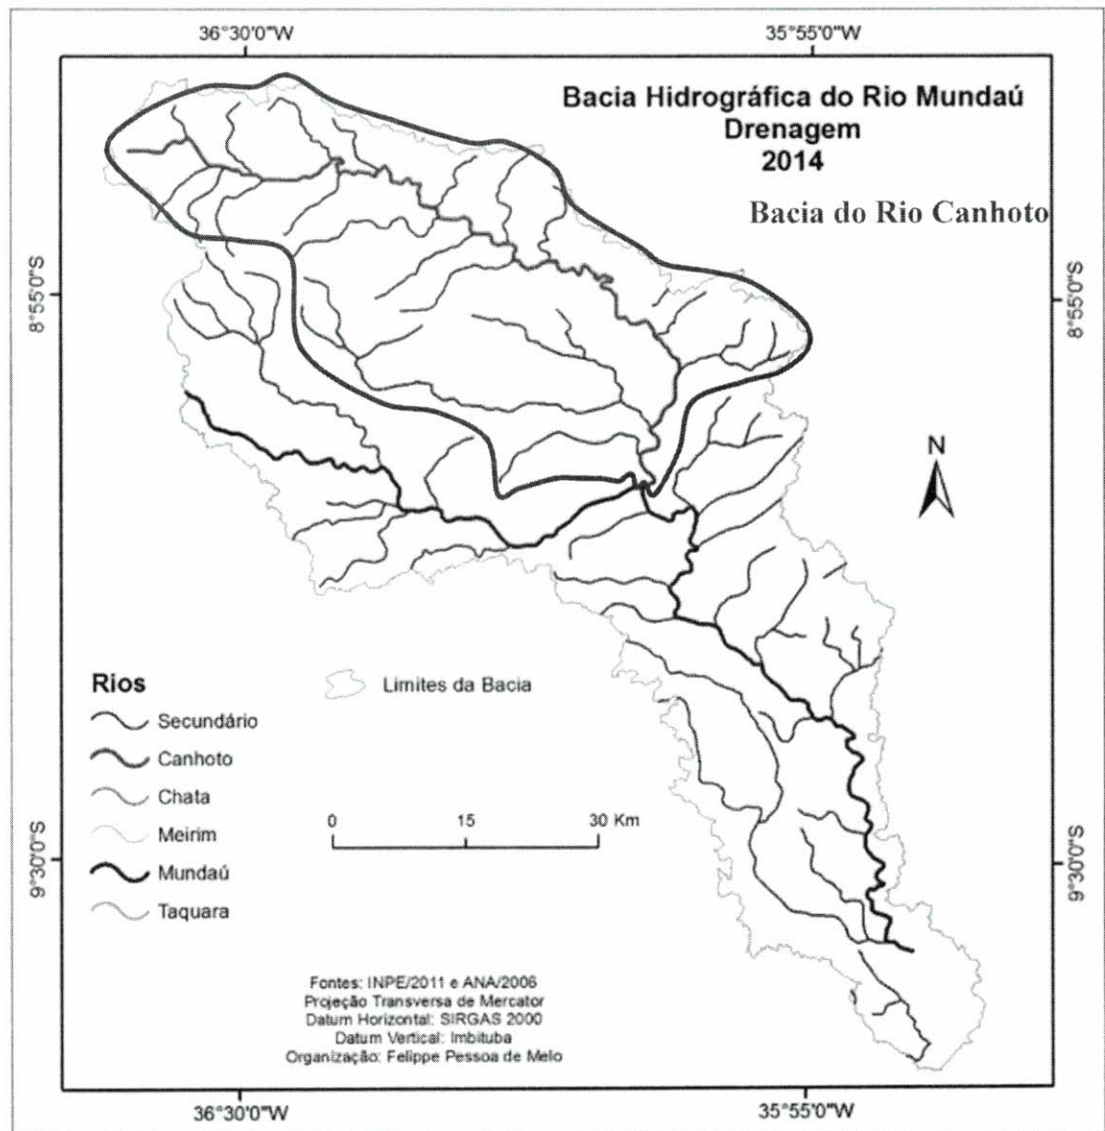 36°30'0"W
35°55'0"W
Bacia Hidrográfica do Rio Mundaú
Drenagem
2014
Bacia do Rio Canhoto
8°55'0"S
8°55'0"S
N
Rios
Limites da Bacia
Secundário
Canhoto
Chata
Meirim
Mundaú
Taquara
0 15 30 Km
9°30'0"S
9°30'0"S
Fontes: INPE/2011 e ANA/2006
Projeção Transversa de Mercator
Datum Horizontal: SIRGAS 2000
Datum Vertical: Imbituba
Organização: Felippe Pessoa de Melo
36°30'0"W
35°55'0"W